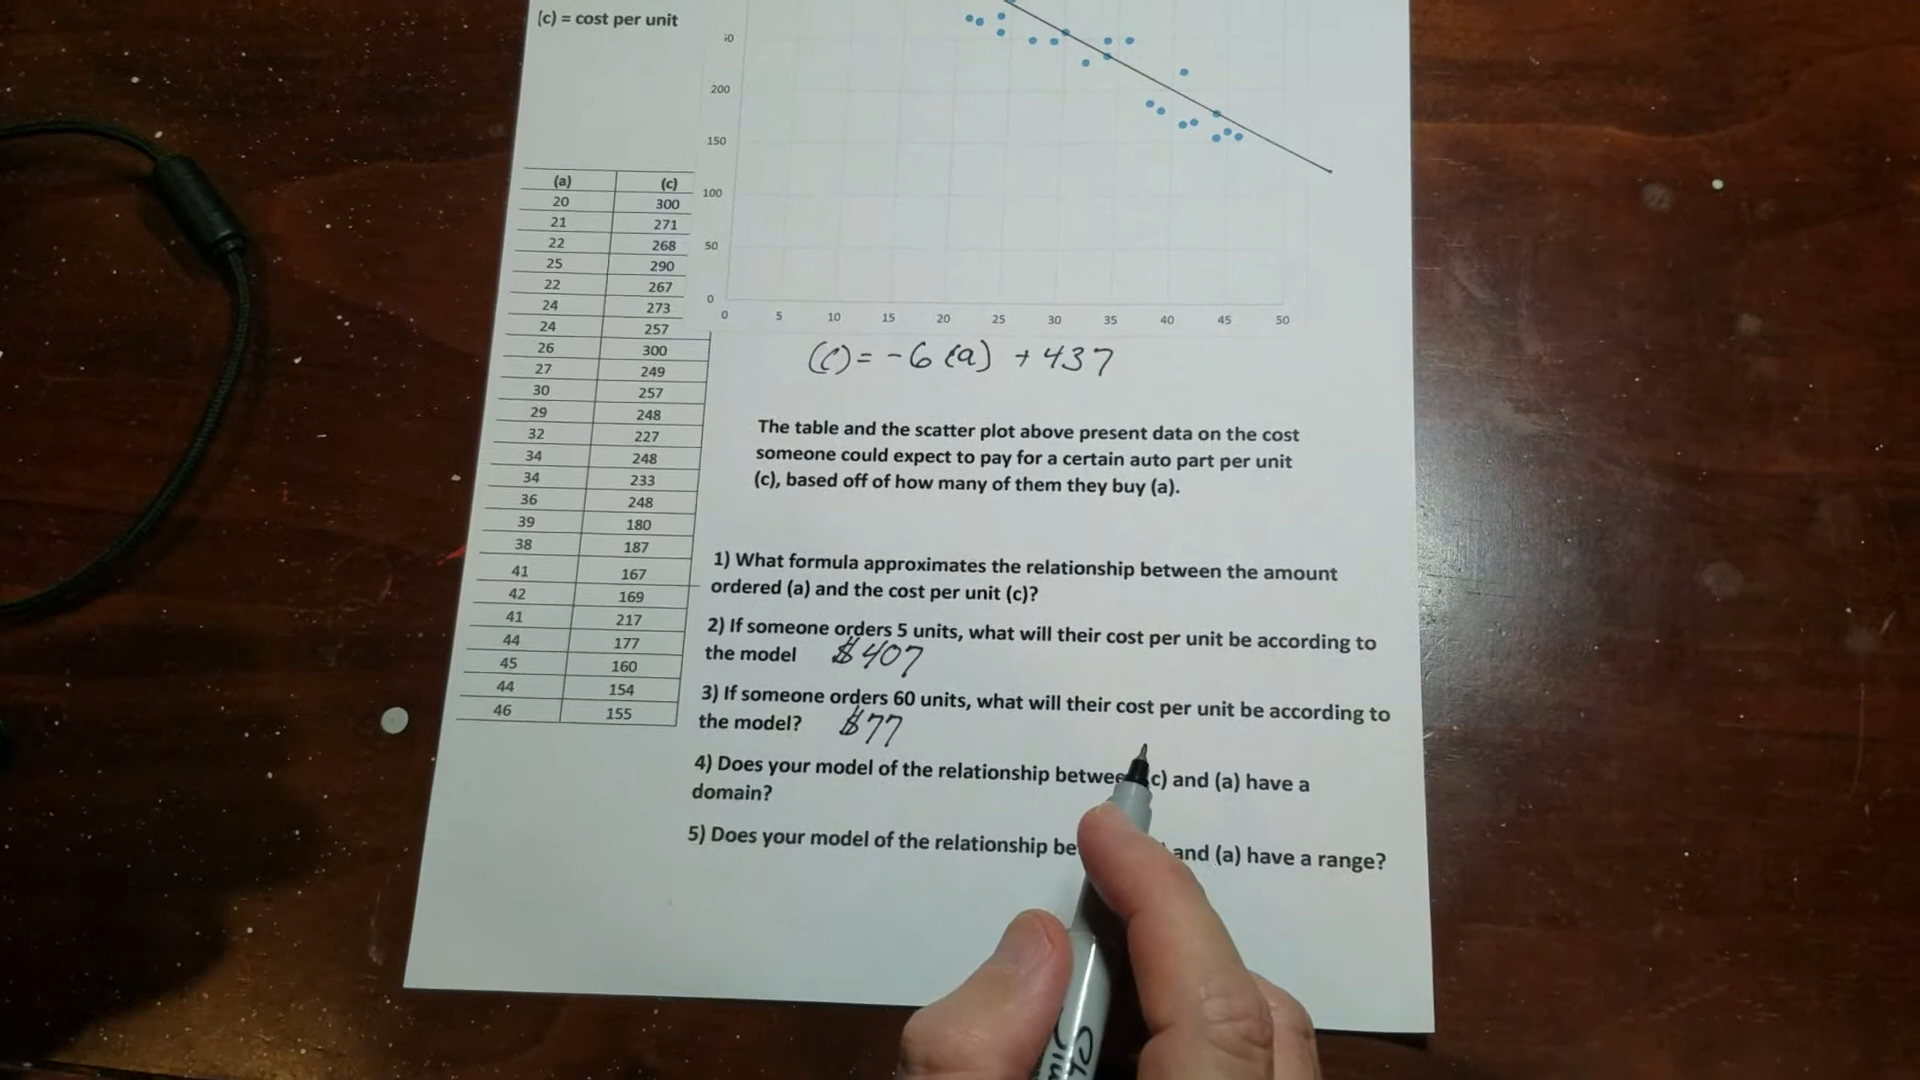 (c) = cost per unit
200
150
100
50
0
0 5 10 15 20 25 30 35 40 45 50
(a) (c)
20 300
21 271
22 268
25 290
22 267
24 273
24 257
26 300
27 249
30 257
29 248
32 227
34 248
34 233
36 248
39 180
38 187
41 167
42 169
41 217
44 177
45 160
44 154
46 155
(C) = -6 (a) + 437
The table and the scatter plot above present data on the cost
someone could expect to pay for a certain auto part per unit
(c), based off of how many of them they buy (a).
1) What formula approximates the relationship between the amount
ordered (a) and the cost per unit (c)?
2) If someone orders 5 units, what will their cost per unit be according to
the model $407
3) If someone orders 60 units, what will their cost per unit be according to
the model? $77
4) Does your model of the relationship between (c) and (a) have a
domain?
5) Does your model of the relationship and (a) have a range?